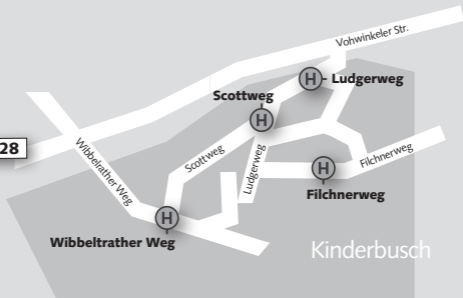 Vohwinkeler Str.
H
Ludgerweg
Scottweg
H
28
Wibbelrather Weg
Scottweg
Ludgerweg
H
Filchnerweg
Filchnerweg
H
Wibbeltrather Weg
Kinderbusch